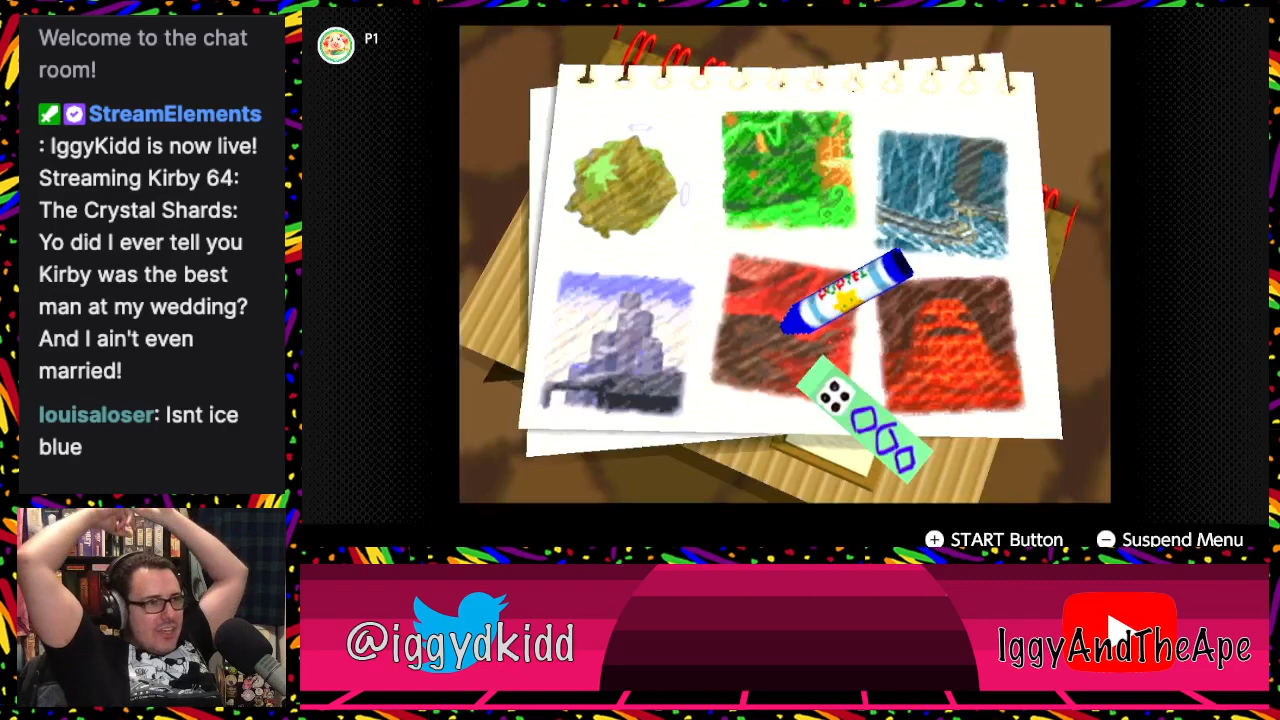 Welcome to the chat
room!
StreamElements
: IggyKidd is now live!
Streaming Kirby 64:
The Crystal Shards:
Yo did I ever tell you
Kirby was the best
man at my wedding?
And I ain't even
married!
louisaloser: Isnt ice
blue
P1
START Button
Suspend Menu
@iggydkidd
IggyAndTheApe